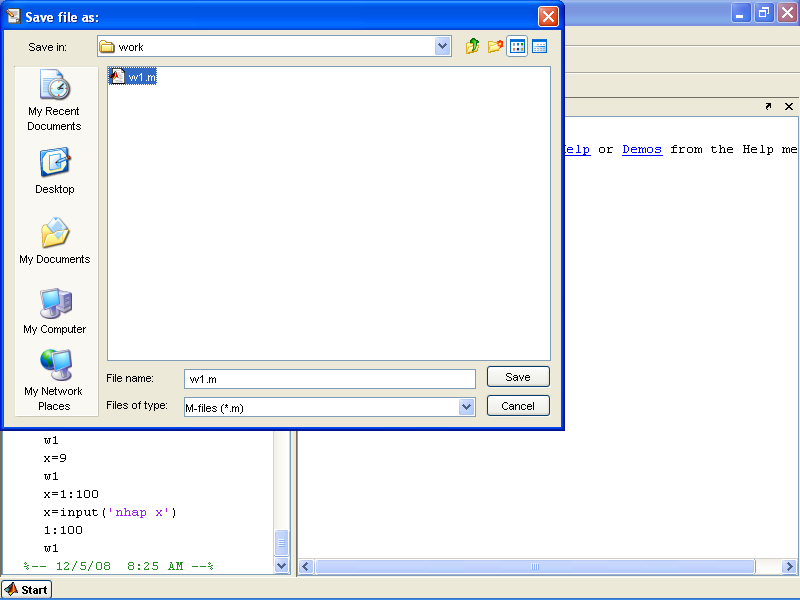 Save file as:
Save in:
work
w1.m
My Recent
Documents
Desktop
My Documents
My Computer
My Network
Places
File name:
w1.m
Save
Files of type:
M-files (*.m)
Cancel
Help or Demos from the Help me
w1
x=9
w1
x=1:100
x=input('nhap x')
1:100
w1
%-- 12/5/08  8:25 AM --%
Start